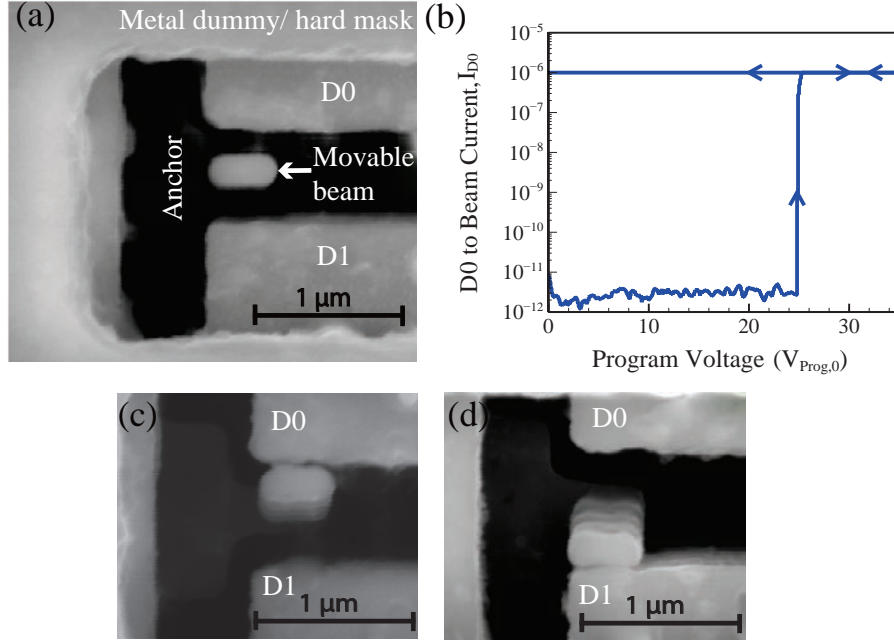 (a)
Metal dummy/ hard mask
D0
Anchor
Movable
beam
D1
1 μm
(b)
D0 to Beam Current, I_D0
10⁻⁵
10⁻⁶
10⁻⁷
10⁻⁸
10⁻⁹
10⁻¹⁰
10⁻¹¹
10⁻¹²
0 10 20 30
Program Voltage (V_Prog,0)
(c)
D0
D1
1 μm
(d)
D0
D1
1 μm